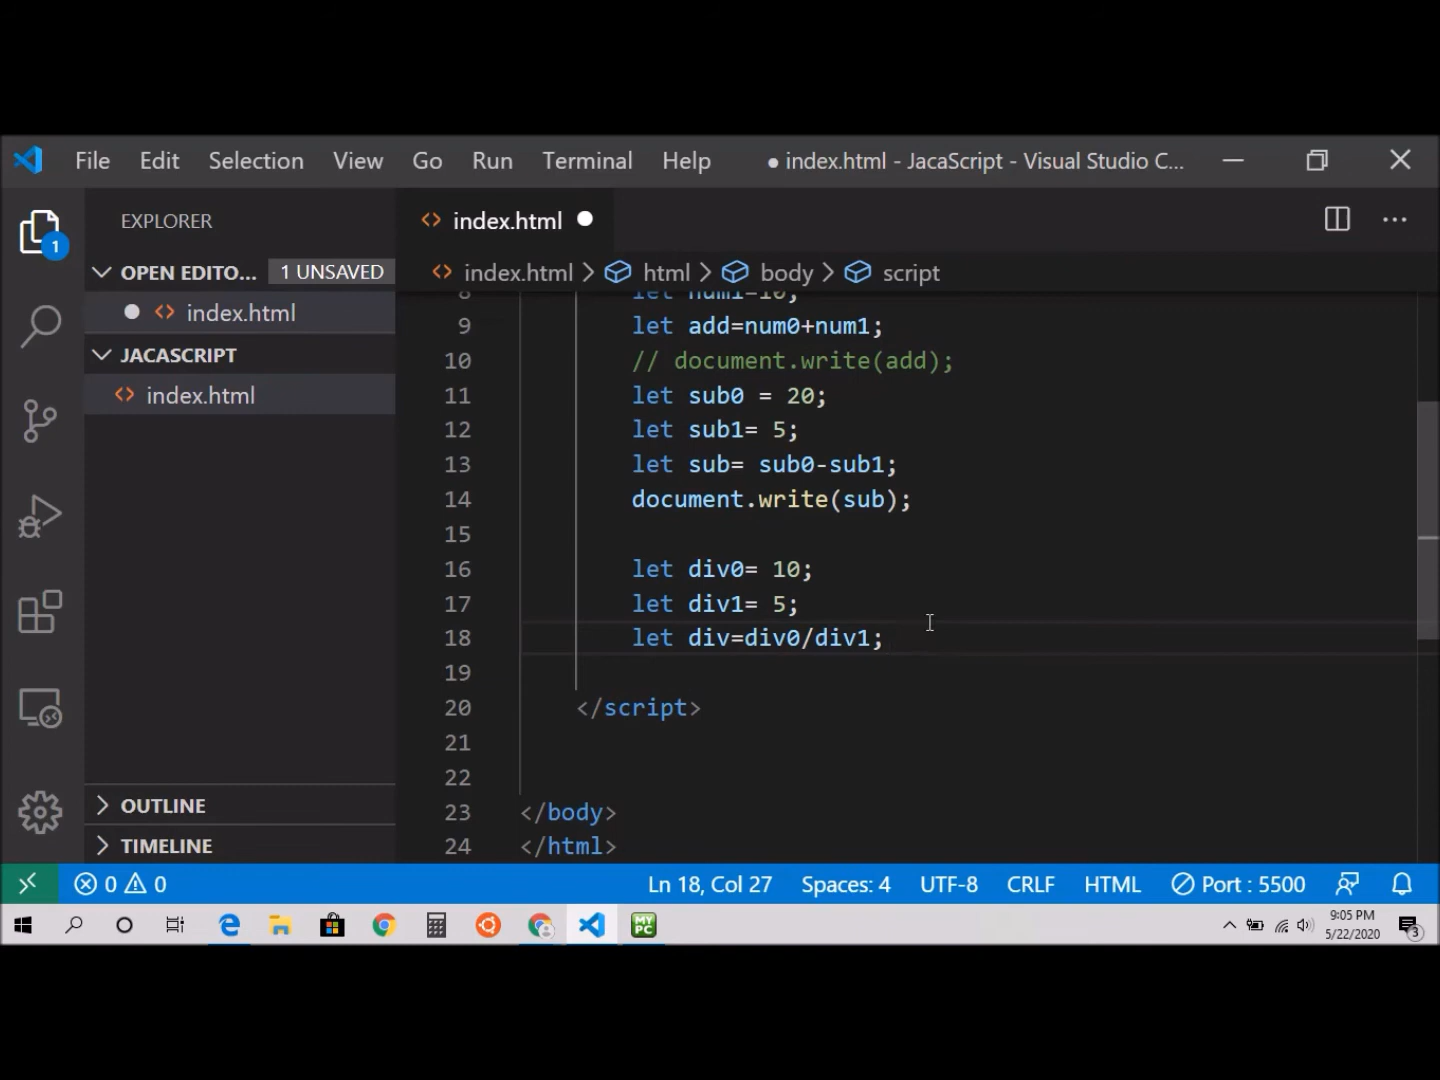 File Edit Selection View Go Run Terminal Help ● index.html - JacaScript - Visual Studio C...
EXPLORER
index.html
OPEN EDITO... 1 UNSAVED
index.html > html > body > script
index.html
JACASCRIPT
index.html
8 let num1=10;
9 let add=num0+num1;
10 // document.write(add);
11 let sub0 = 20;
12 let sub1= 5;
13 let sub= sub0-sub1;
14 document.write(sub);
15
16 let div0= 10;
17 let div1= 5;
18 let div=div0/div1;
19
20 </script>
21
22
23 </body>
24 </html>
OUTLINE
TIMELINE
1
0 0 Ln 18, Col 27 Spaces: 4 UTF-8 CRLF HTML Port : 5500
MY PC
9:05 PM
5/22/2020
3